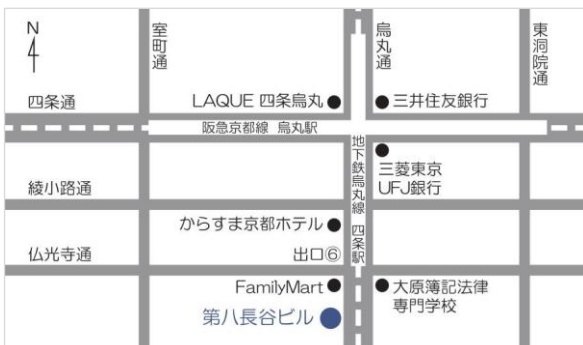 N
室町通
烏丸通
東洞院通
四条通
LAQUE 四条烏丸
三井住友銀行
阪急京都線 烏丸駅
地下鉄烏丸線 四条駅
三菱東京
UFJ銀行
綾小路通
からすま京都ホテル
仏光寺通
出口⑥
FamilyMart
大原簿記法律
専門学校
第八長谷ビル